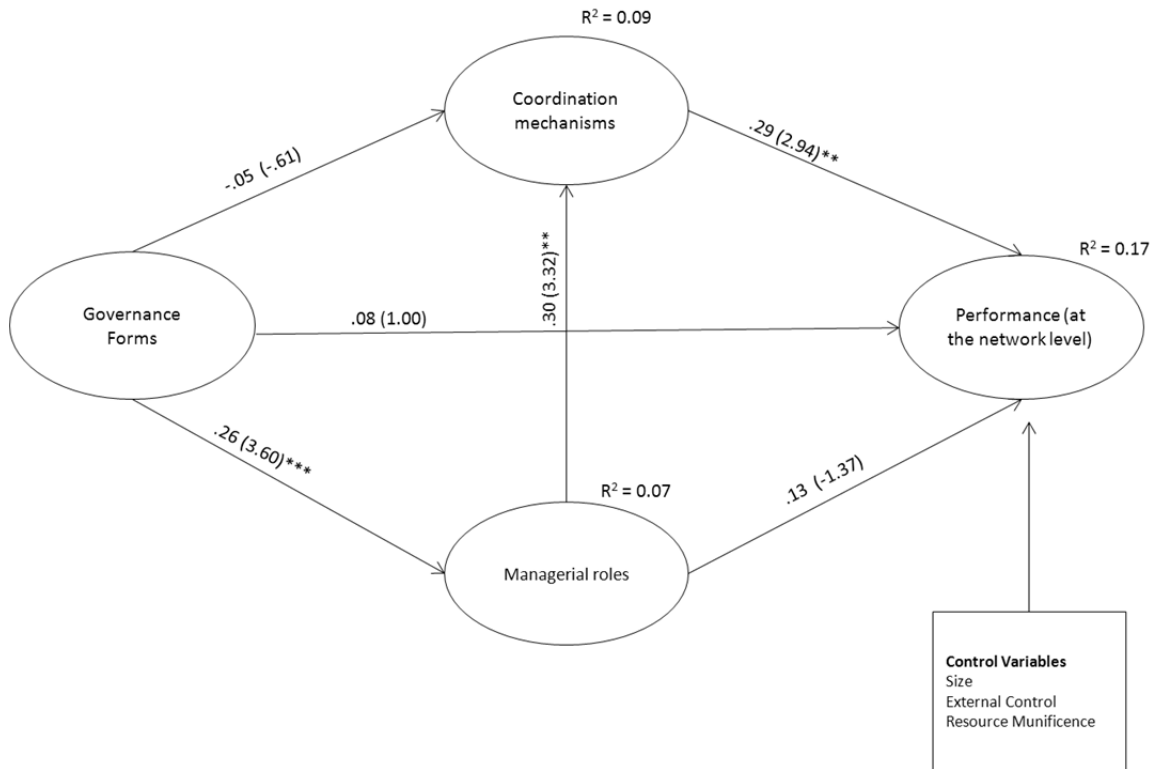 R² = 0.09
Coordination
mechanisms
-.05 (-.61)
.29 (2.94)**
.30 (3.32)**
R² = 0.17
Governance
Forms
.08 (1.00)
Performance (at
the network level)
.26 (3.60)***
R² = 0.07
.13 (-1.37)
Managerial roles
Control Variables
Size
External Control
Resource Munificence